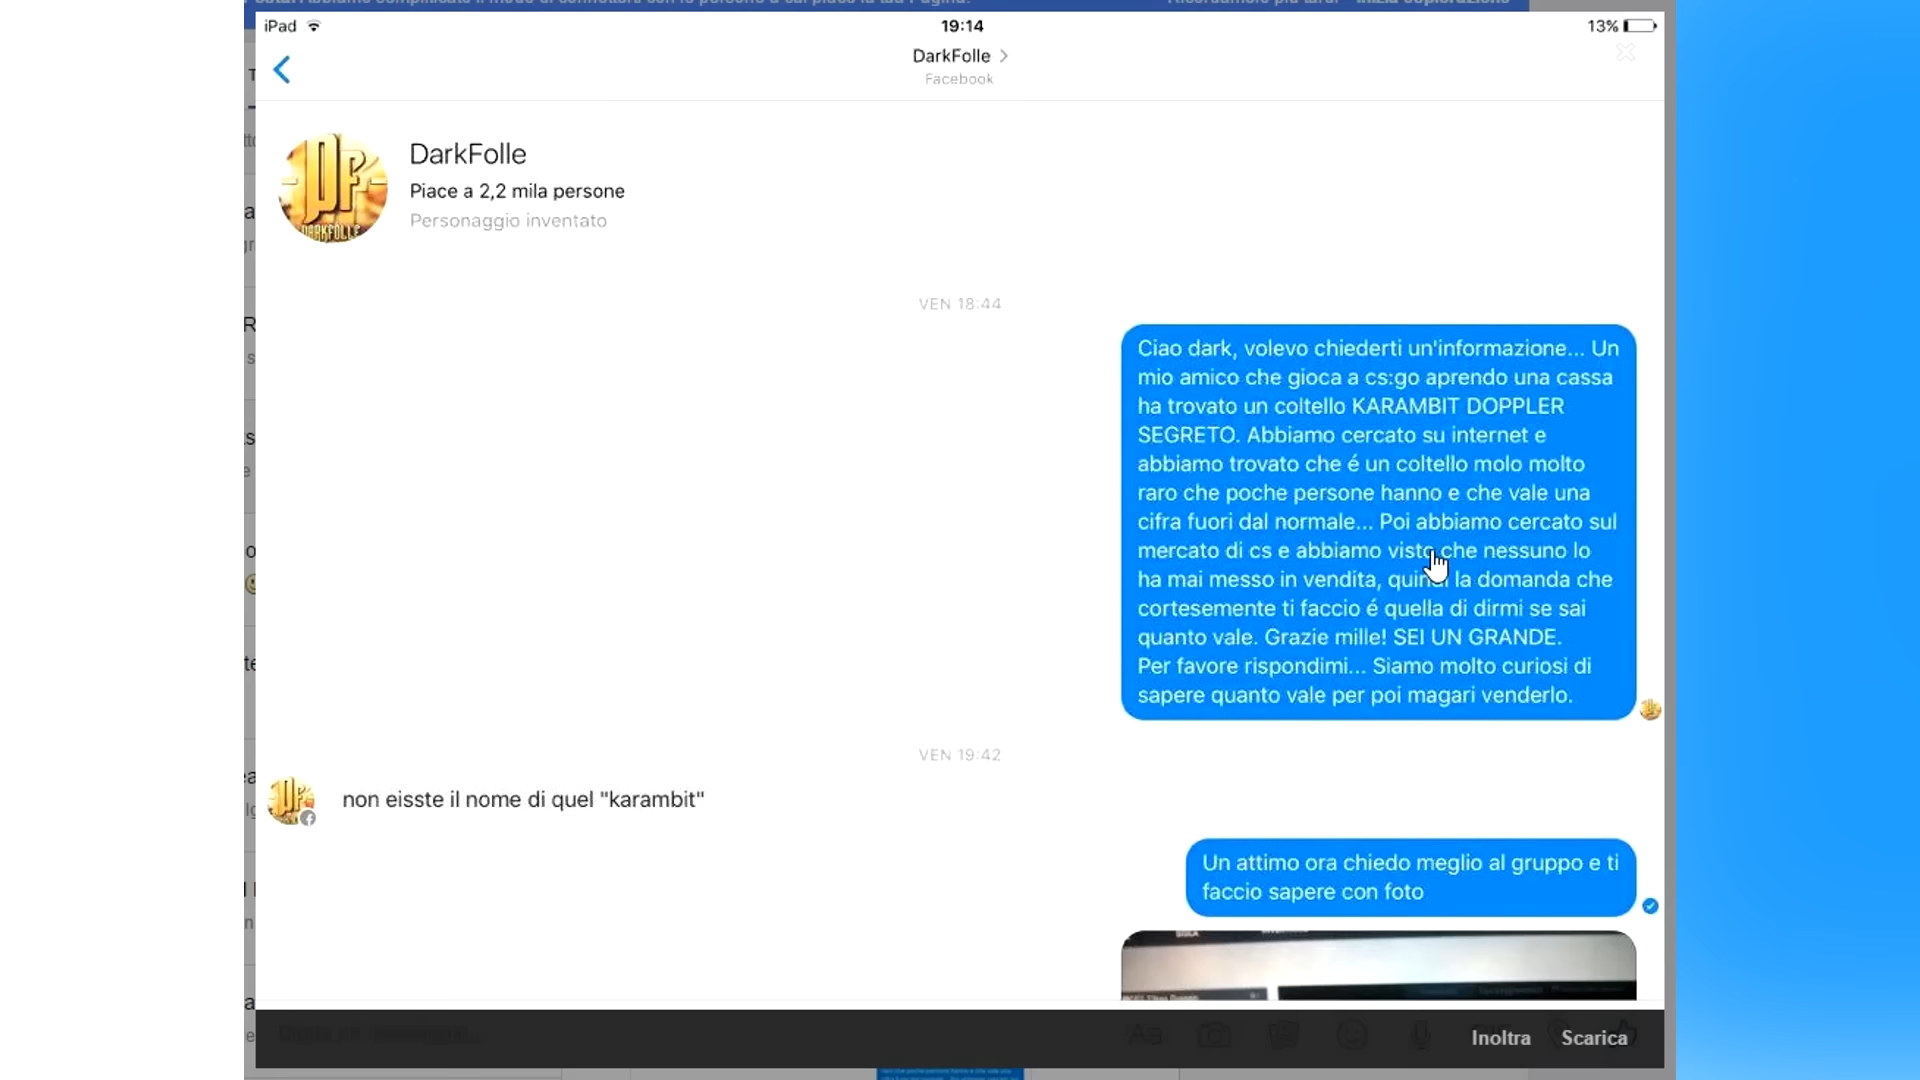 iPad
19:14
13%
DarkFolle
Facebook
DarkFolle
Piace a 2,2 mila persone
Personaggio inventato
VEN 18:44
Ciao dark, volevo chiederti un'informazione... Un
mio amico che gioca a cs:go aprendo una cassa
ha trovato un coltello KARAMBIT DOPPLER
SEGRETO. Abbiamo cercato su internet e
abbiamo trovato che é un coltello molo molto
raro che poche persone hanno e che vale una
cifra fuori dal normale... Poi abbiamo cercato sul
mercato di cs e abbiamo visto che nessuno lo
ha mai messo in vendita, quindi la domanda che
cortesemente ti faccio é quella di dirmi se sai
quanto vale. Grazie mille! SEI UN GRANDE.
Per favore rispondimi... Siamo molto curiosi di
sapere quanto vale per poi magari venderlo.
VEN 19:42
non eisste il nome di quel "karambit"
Un attimo ora chiedo meglio al gruppo e ti
faccio sapere con foto
Aa
Inoltra Scarica